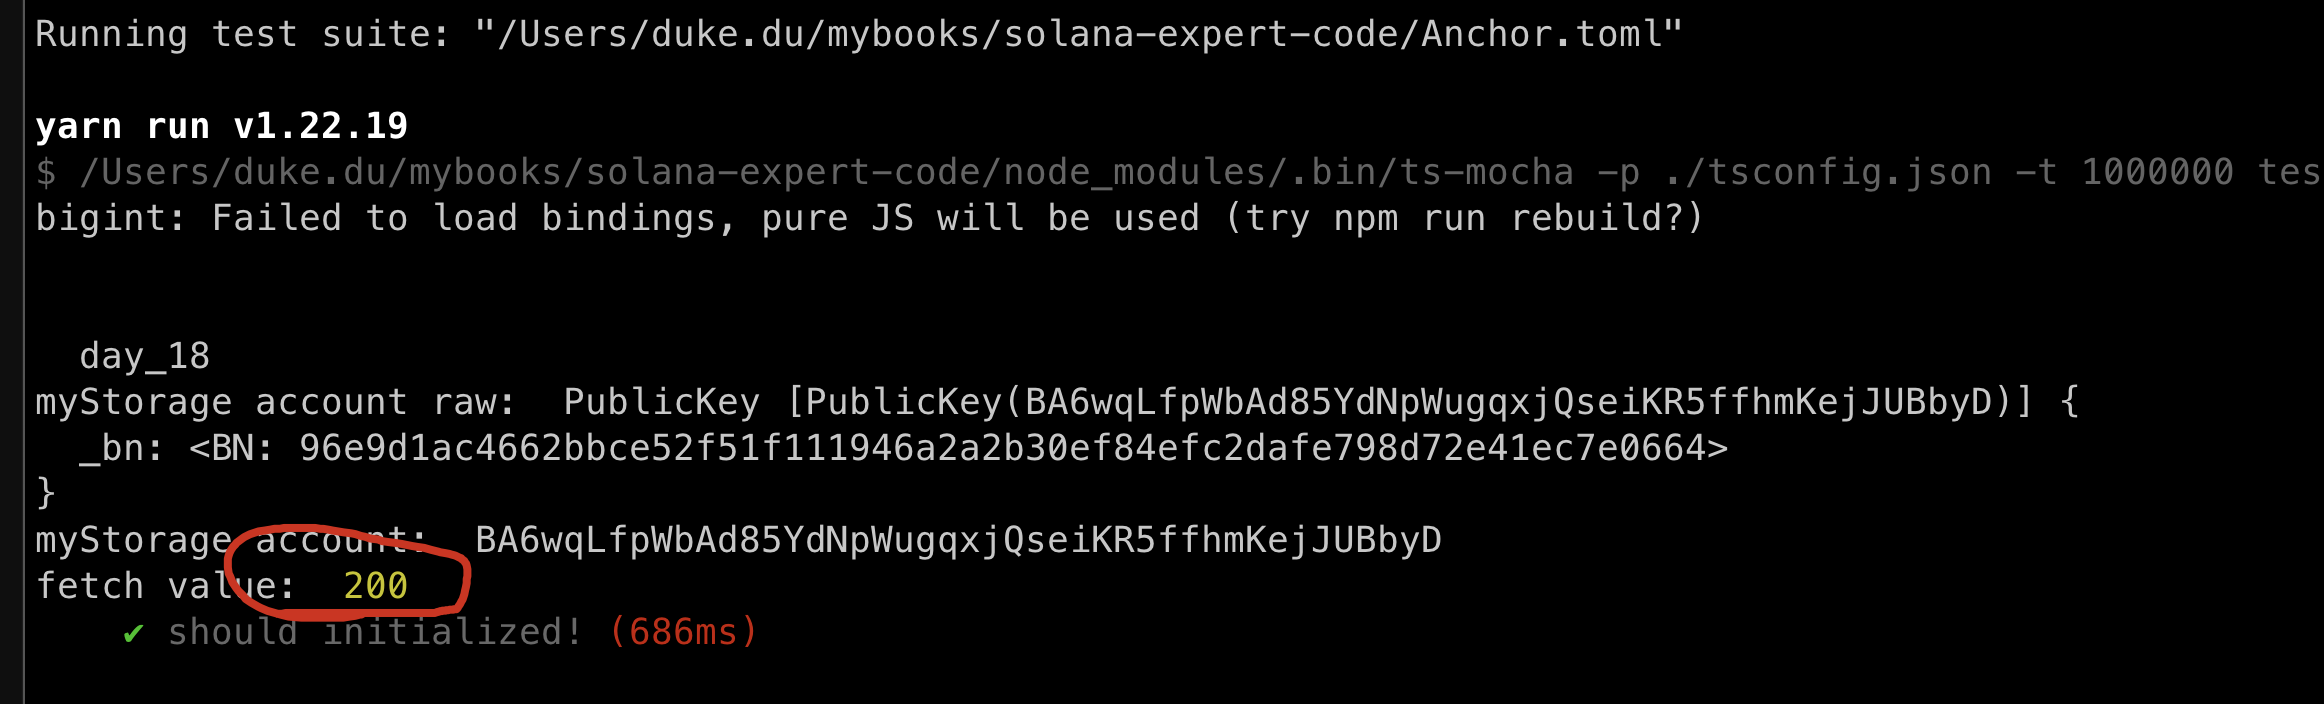 Running test suite: "/Users/duke.du/mybooks/solana-expert-code/Anchor.toml"
yarn run v1.22.19
$ /Users/duke.du/mybooks/solana-expert-code/node_modules/.bin/ts-mocha -p ./tsconfig.json -t 1000000 tes
bigint: Failed to load bindings, pure JS will be used (try npm run rebuild?)
day_18
myStorage account raw:  PublicKey [PublicKey(BA6wqLfpWbAd85YdNpWugqxjQseiKR5ffhmKejJUBbyD)] {
_bn: <BN: 96e9d1ac4662bbce52f51f111946a2a2b30ef84efc2dafe798d72e41ec7e0664>
}
myStorage account:  BA6wqLfpWbAd85YdNpWugqxjQseiKR5ffhmKejJUBbyD
fetch value:  200
✔ should initialized! (686ms)